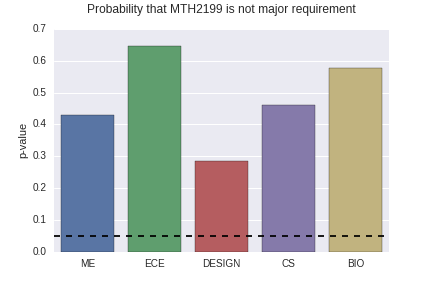 Probability that MTH2199 is not major requirement
0.7
0.6
0.5
0.4
0.3
0.2
0.1
0.0
p-value
ME ECE DESIGN CS BIO